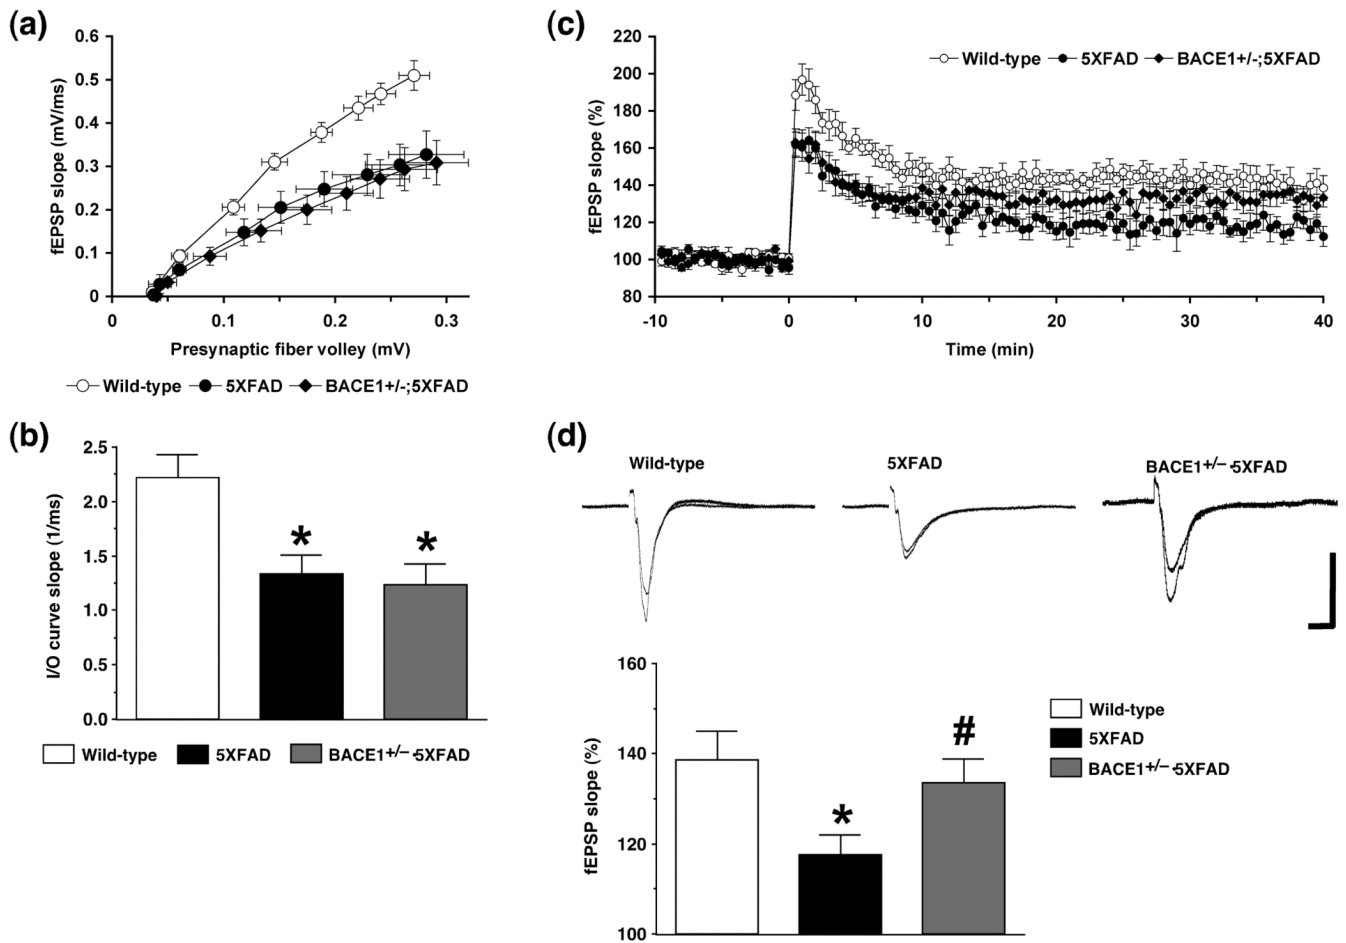 (a)
0.6
0.5
0.4
0.3
0.2
0.1
0
fEPSP slope (mV/ms)
0 0.1 0.2 0.3
Presynaptic fiber volley (mV)
Wild-type 5XFAD BACE1+/-;5XFAD
(c)
220
200
180
160
140
120
100
80
fEPSP slope (%)
Wild-type 5XFAD BACE1+/-;5XFAD
-10 0 10 20 30 40
Time (min)
(b)
2.5
2.0
1.5
1.0
0.5
0.0
I/O curve slope (1/ms)
* *
Wild-type 5XFAD BACE1+/–·5XFAD
(d)
Wild-type 5XFAD BACE1+/–·5XFAD
160
140
120
100
fEPSP slope (%)
* #
Wild-type
5XFAD
BACE1+/–·5XFAD